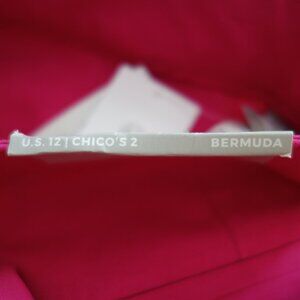 U.S. 12 | CHICO'S 2 BERMUDA